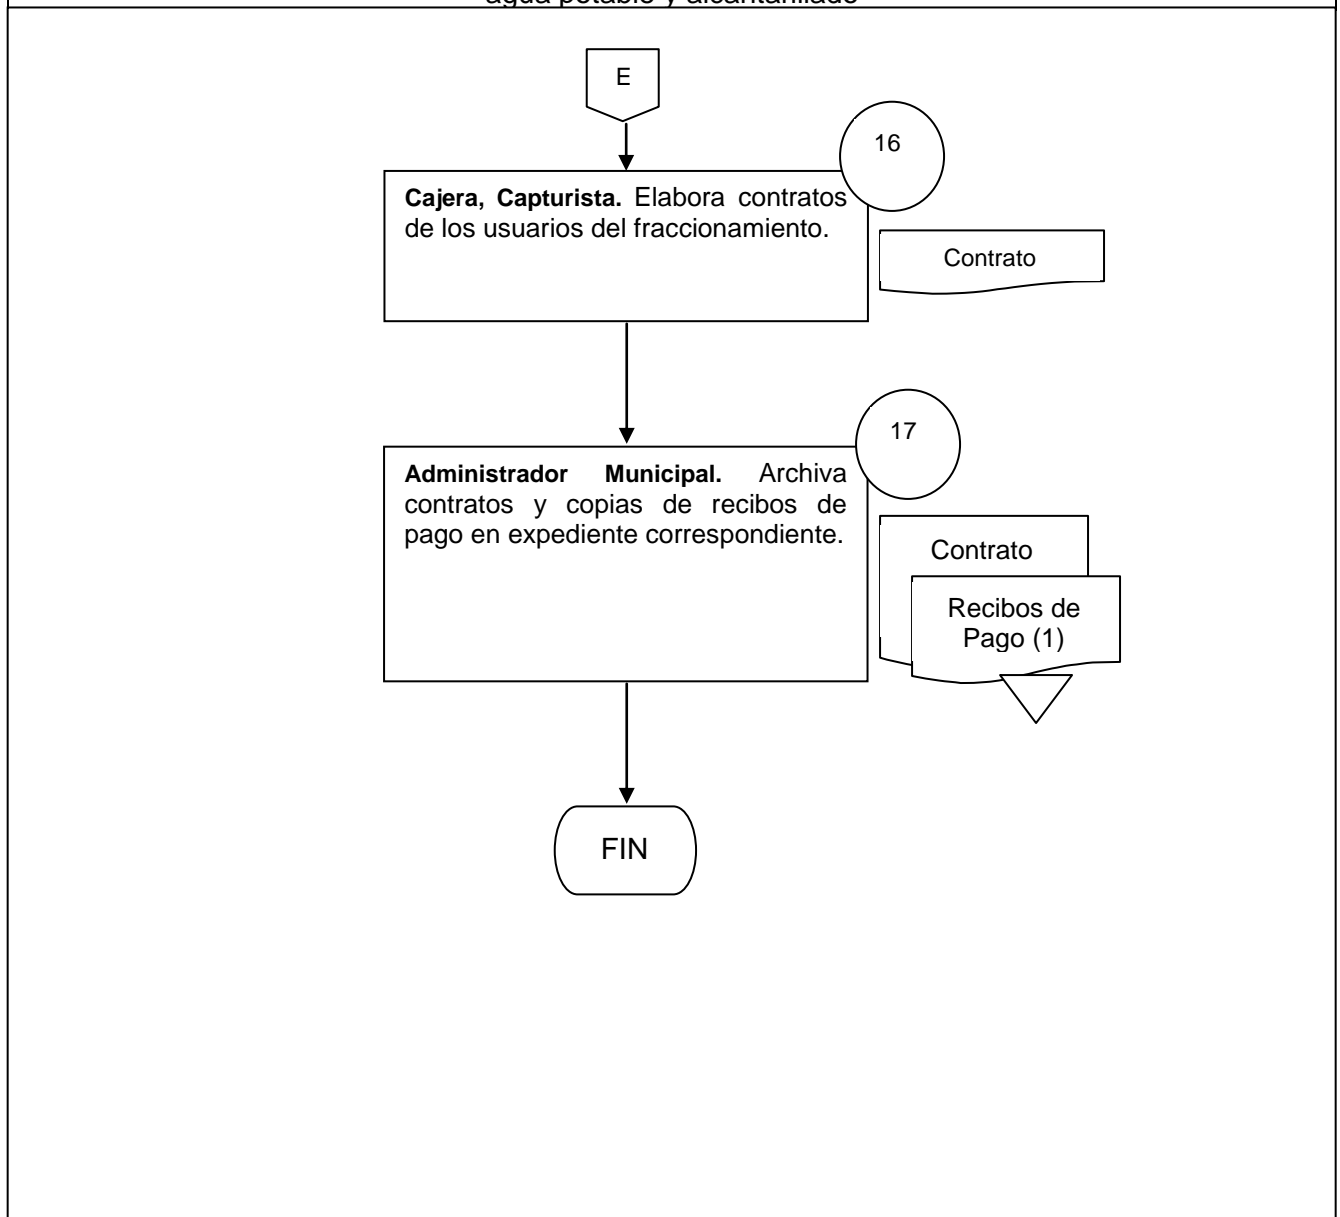 agua potable y alcantarillado
E
16
Cajera, Capturista. Elabora contratos
de los usuarios del fraccionamiento.
Contrato
17
Administrador Municipal. Archiva
contratos y copias de recibos de
pago en expediente correspondiente.
Contrato
Recibos de
Pago (1)
FIN